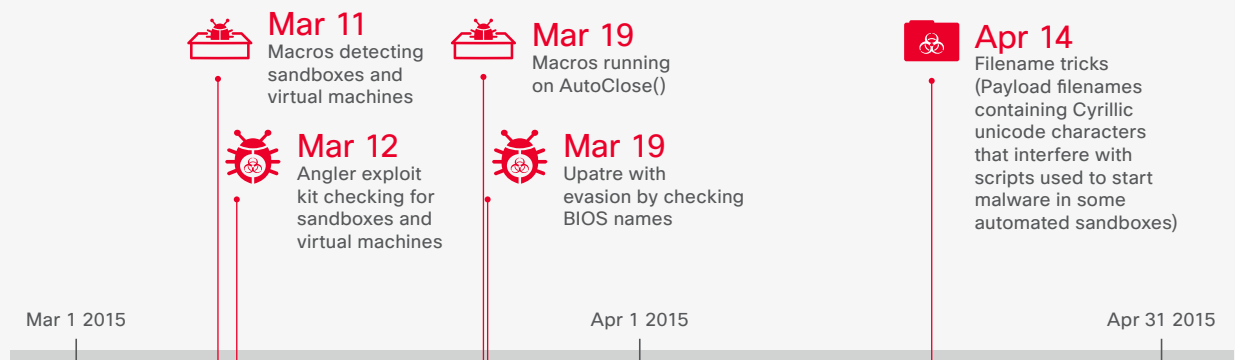 Mar 11
Macros detecting
sandboxes and
virtual machines
Mar 12
Angler exploit
kit checking for
sandboxes and
virtual machines
Mar 19
Macros running
on AutoClose()
Mar 19
Upatre with
evasion by checking
BIOS names
Apr 14
Filename tricks
(Payload filenames
containing Cyrillic
unicode characters
that interfere with
scripts used to start
malware in some
automated sandboxes)
Mar 1 2015
Apr 1 2015
Apr 31 2015